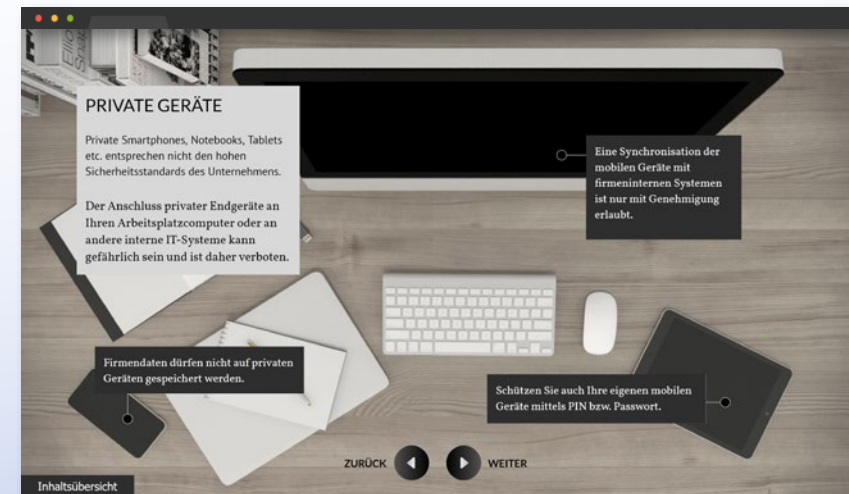 PRIVATE GERÄTE
Private Smartphones, Notebooks, Tablets
etc. entsprechen nicht den hohen
Sicherheitsstandards des Unternehmens.
Der Anschluss privater Endgeräte an
Ihren Arbeitsplatzcomputer oder an
andere interne IT-Systeme kann
gefährlich sein und ist daher verboten.
Eine Synchronisation der
mobilen Geräte mit
firmeninternen Systemen
ist nur mit Genehmigung
erlaubt.
Firmendaten dürfen nicht auf privaten
Geräten gespeichert werden.
Schützen Sie auch Ihre eigenen mobilen
Geräte mittels PIN bzw. Passwort.
ZURÜCK
WEITER
Inhaltsübersicht